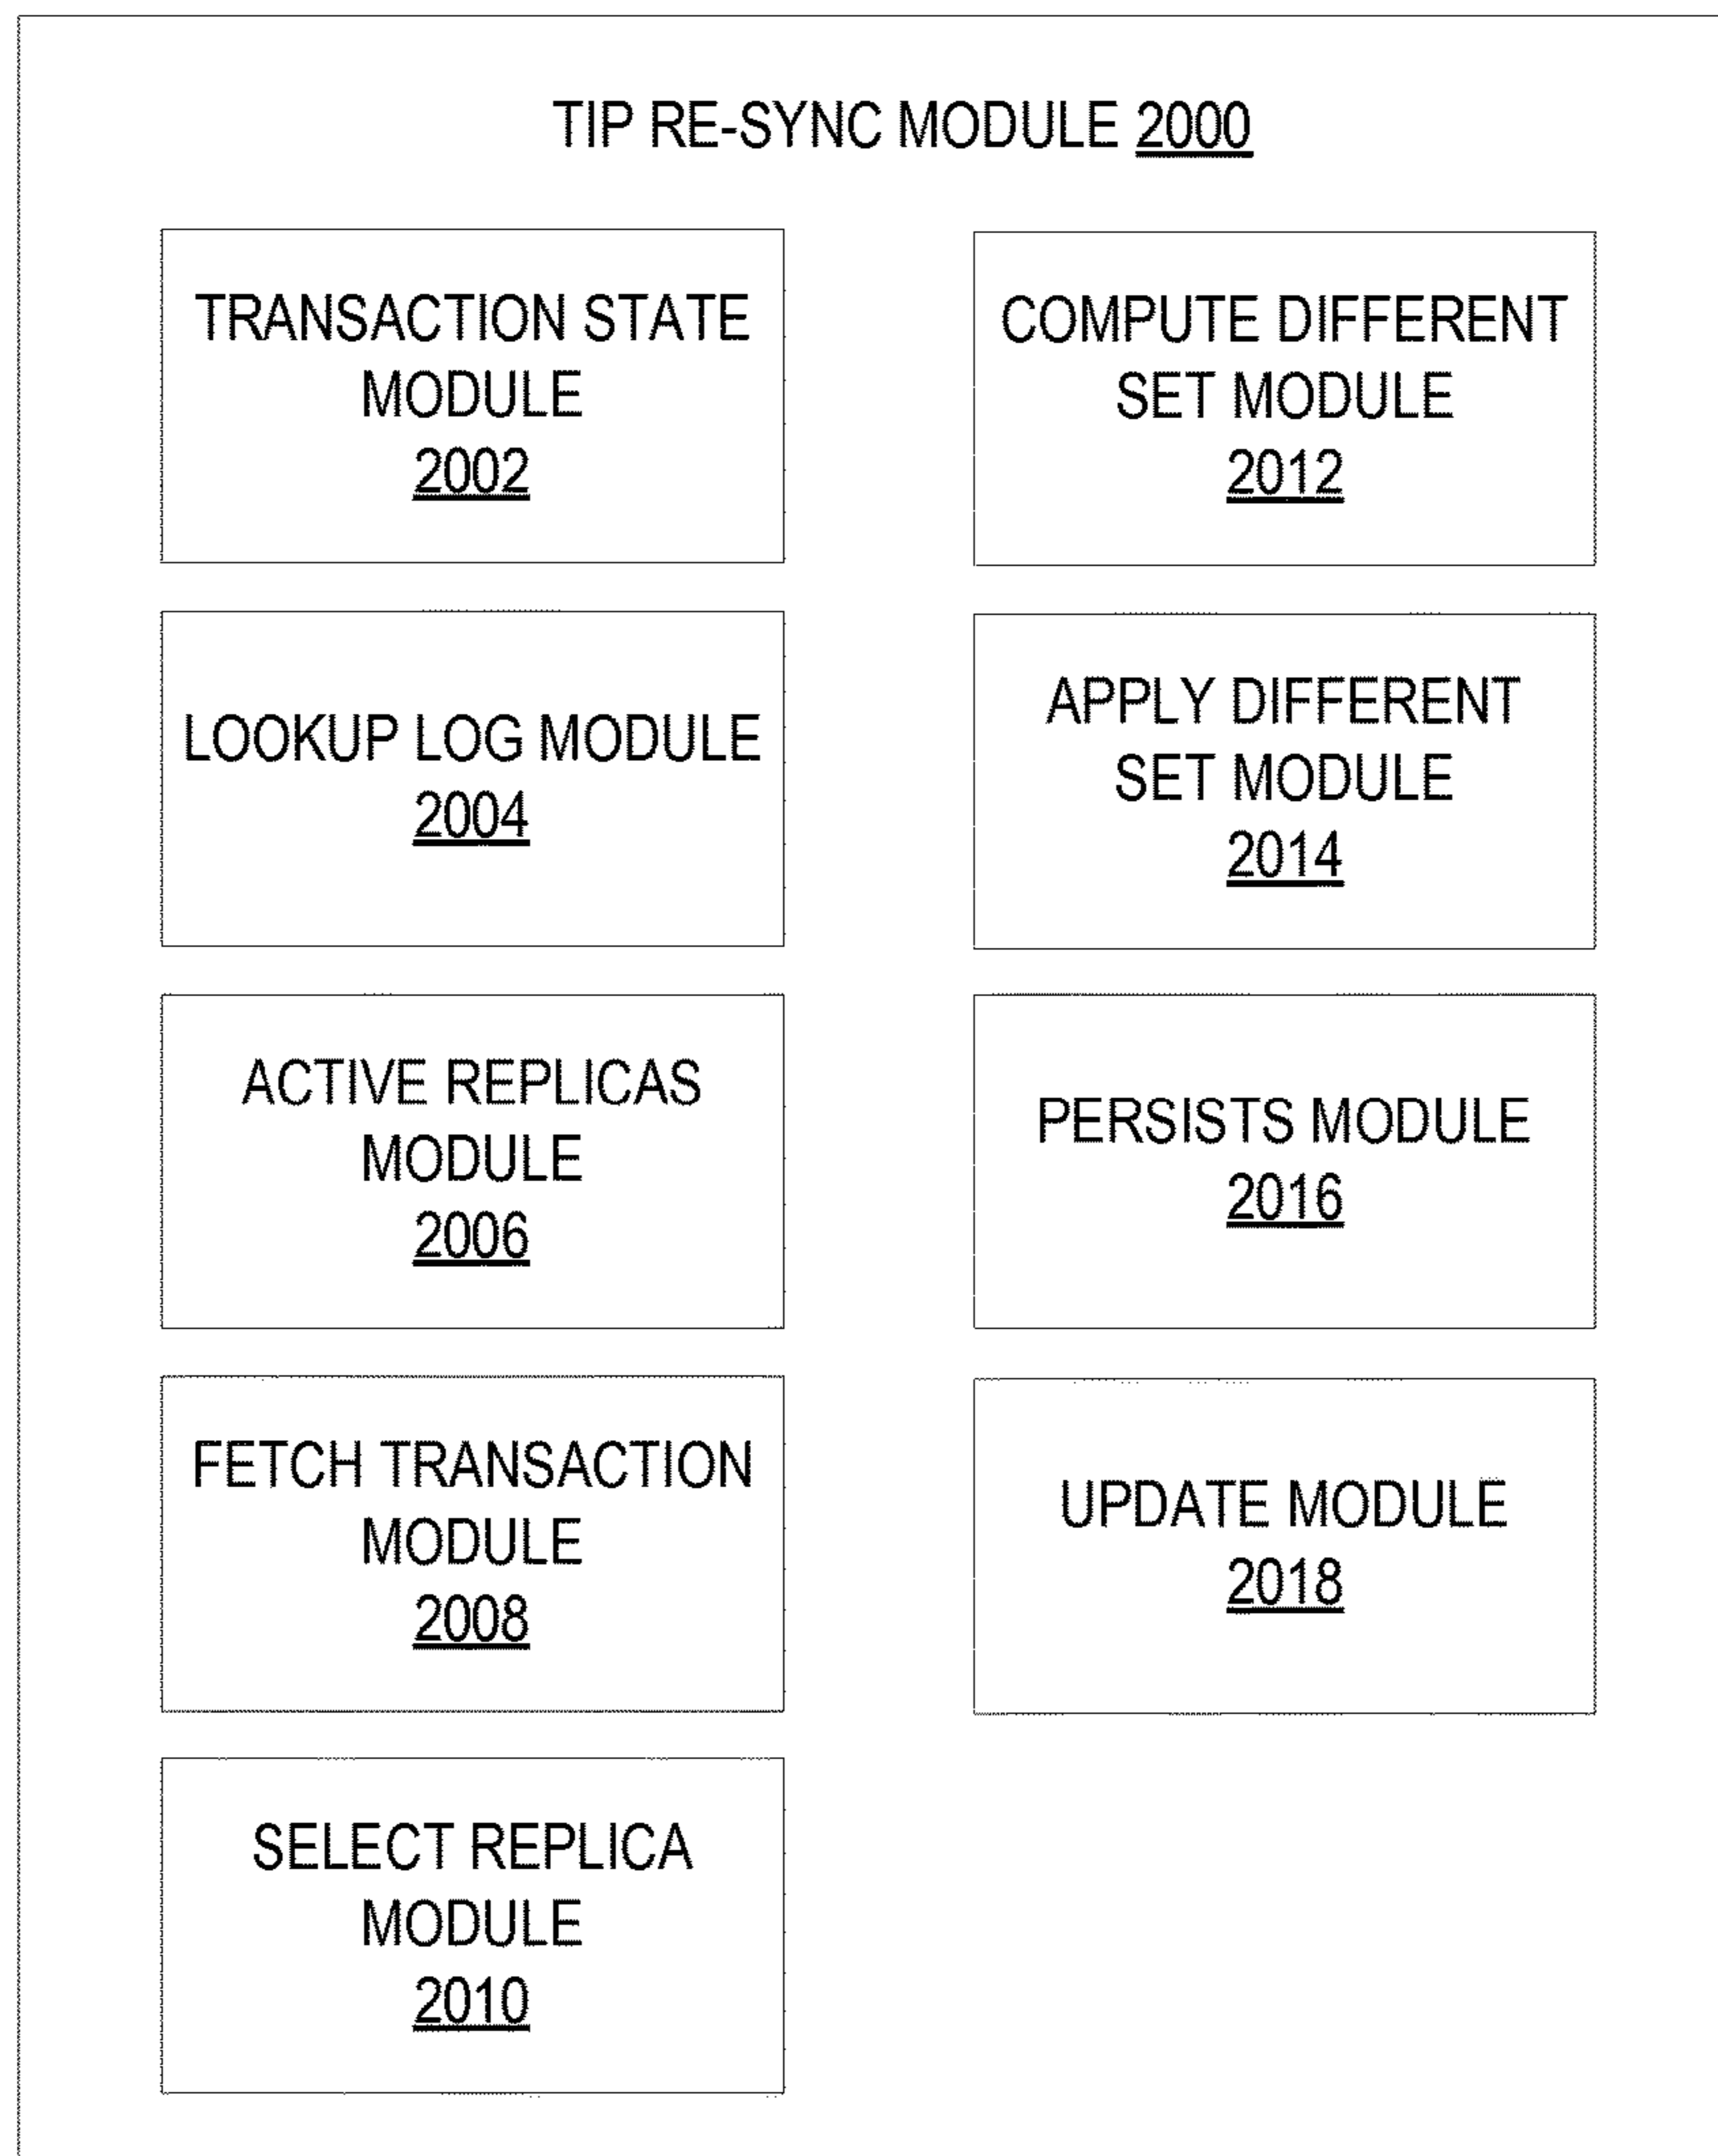 TIP RE-SYNC MODULE 2000
TRANSACTION STATE
MODULE
2002
LOOKUP LOG MODULE
2004
ACTIVE REPLICAS
MODULE
2006
FETCH TRANSACTION
MODULE
2008
SELECT REPLICA
MODULE
2010
COMPUTE DIFFERENT
SET MODULE
2012
APPLY DIFFERENT
SET MODULE
2014
PERSISTS MODULE
2016
UPDATE MODULE
2018